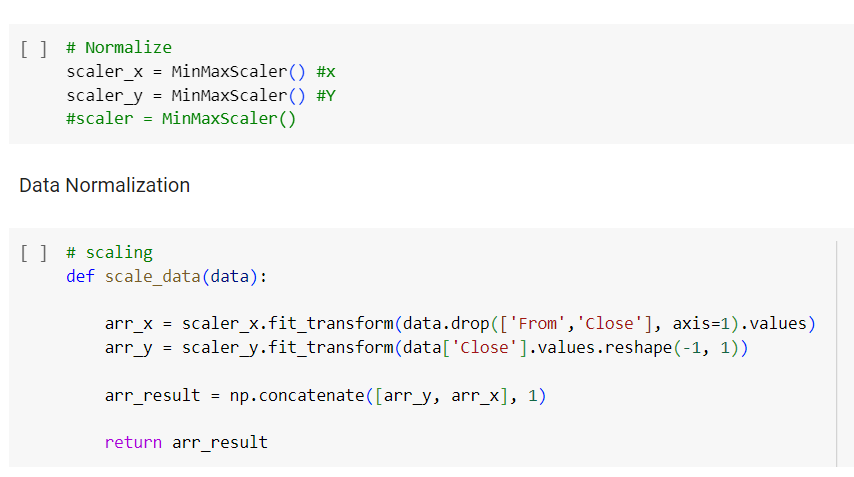 [ ] # Normalize
scaler_x = MinMaxScaler() #x
scaler_y = MinMaxScaler() #Y
#scaler = MinMaxScaler()
Data Normalization
[ ] # scaling
def scale_data(data):
arr_x = scaler_x.fit_transform(data.drop(['From','Close'], axis=1).values)
arr_y = scaler_y.fit_transform(data['Close'].values.reshape(-1, 1))
arr_result = np.concatenate([arr_y, arr_x], 1)
return arr_result